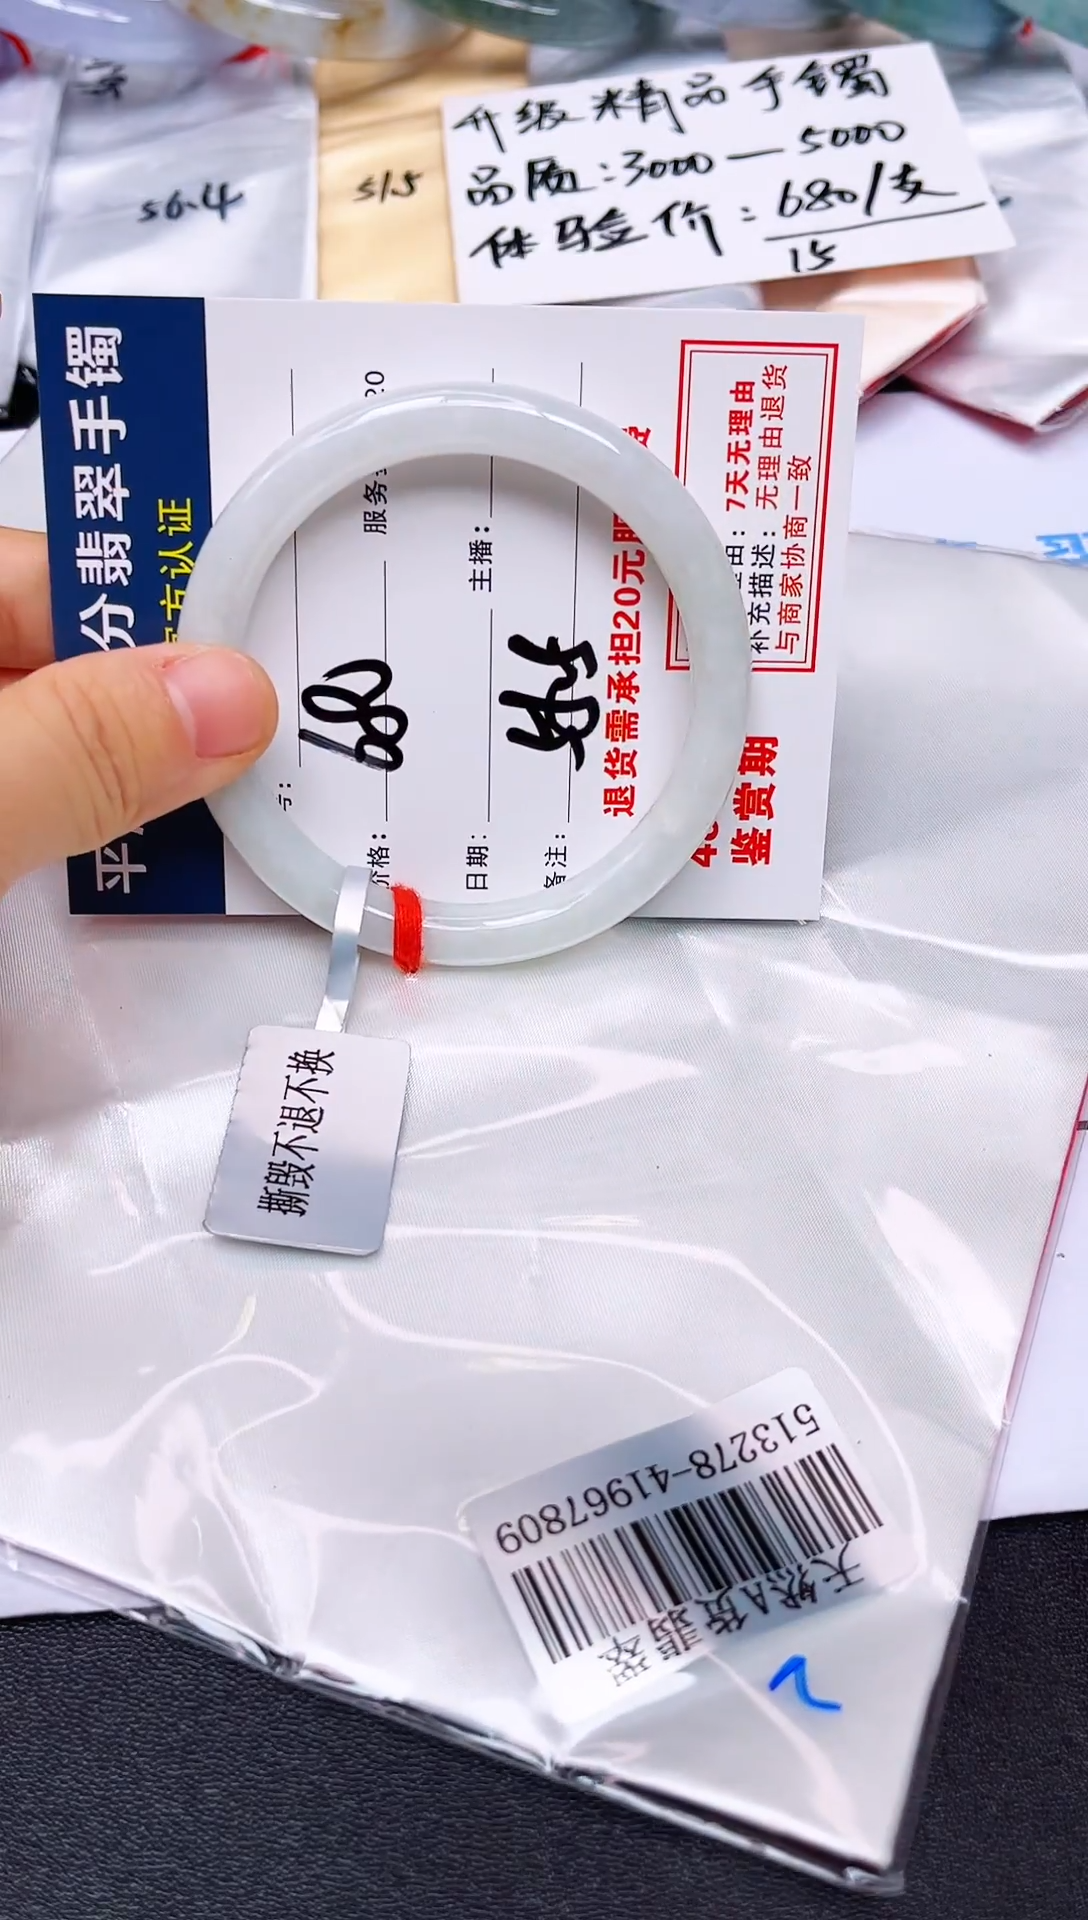 升级精品手镯
品质:3000—5000
体验价:680/支
15
56.4
51.5
分翡翠手镯
方认证
服务
20
价格:
680
主播:
日期:
备注:
退货需承担20元服
7天无理由
无理由退货
补充描述:
与商家协商一致
鉴赏期
撕毁不退不换
513278-41967809
天然A货翡翠